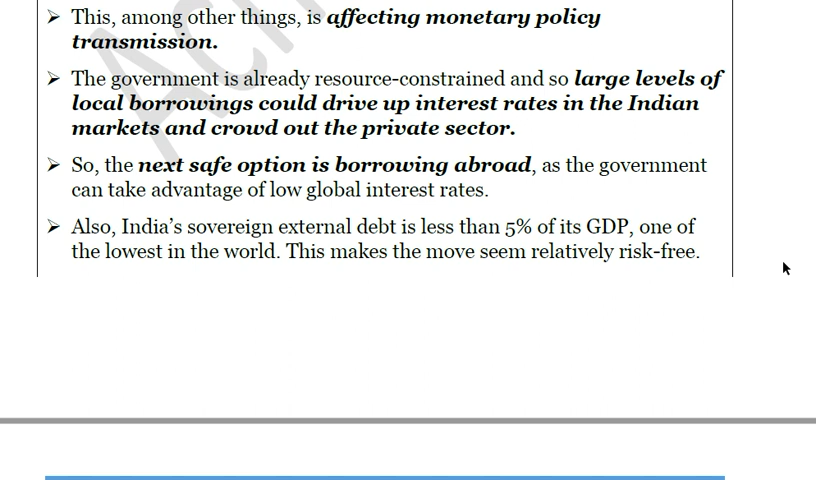 ➢ This, among other things, is affecting monetary policy
transmission.
➢ The government is already resource-constrained and so large levels of
local borrowings could drive up interest rates in the Indian
markets and crowd out the private sector.
➢ So, the next safe option is borrowing abroad, as the government
can take advantage of low global interest rates.
➢ Also, India’s sovereign external debt is less than 5% of its GDP, one of
the lowest in the world. This makes the move seem relatively risk-free.